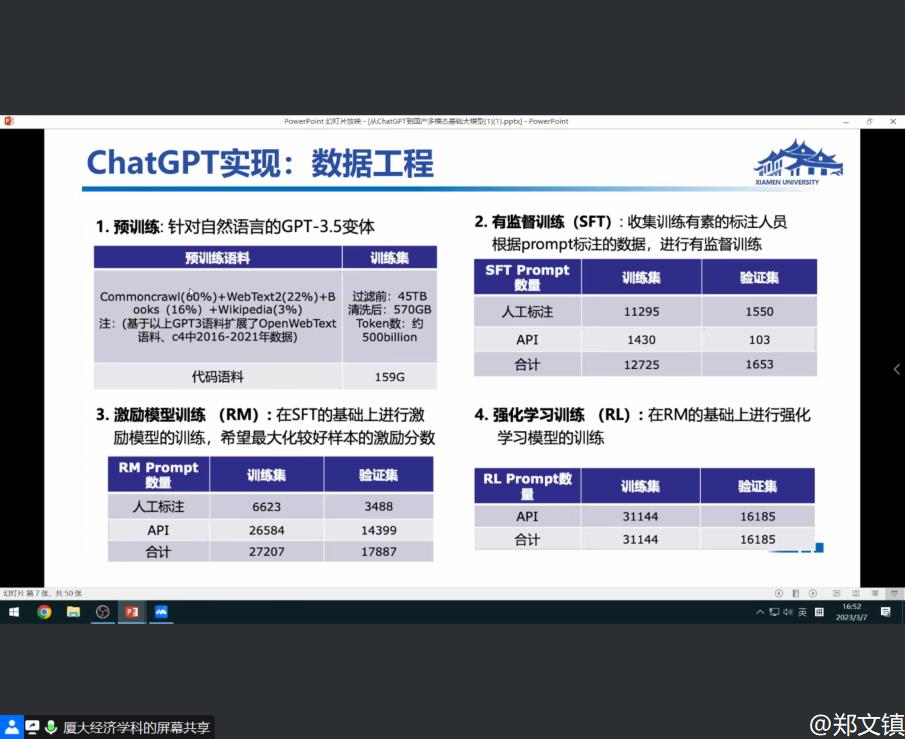 PowerPoint 幻灯片放映 - [从ChatGPT到国产多模态基础大模型(1)(1).pptx] - PowerPoint
ChatGPT实现：数据工程
XIAMEN UNIVERSITY
1. 预训练: 针对自然语言的GPT-3.5变体
预训练语料 训练集
Commoncrawl(60%)+WebText2(22%)+B
ooks (16%) +Wikipedia(3%)
注：(基于以上GPT3语料扩展了OpenWebText
语料、c4中2016-2021年数据)
过滤前：45TB
清洗后：570GB
Token数：约
500billion
代码语料 159G
2. 有监督训练（SFT）: 收集训练有素的标注人员
根据prompt标注的数据，进行有监督训练
SFT Prompt
数量 训练集 验证集
人工标注 11295 1550
API 1430 103
合计 12725 1653
3. 激励模型训练 （RM）: 在SFT的基础上进行激
励模型的训练，希望最大化较好样本的激励分数
RM Prompt
数量 训练集 验证集
人工标注 6623 3488
API 26584 14399
合计 27207 17887
4. 强化学习训练 （RL）: 在RM的基础上进行强化
学习模型的训练
RL Prompt数
量 训练集 验证集
API 31144 16185
合计 31144 16185
幻灯片 第 7 张，共 50 张
英
16:52
2023/3/7
厦大经济学科的屏幕共享
@郑文镇